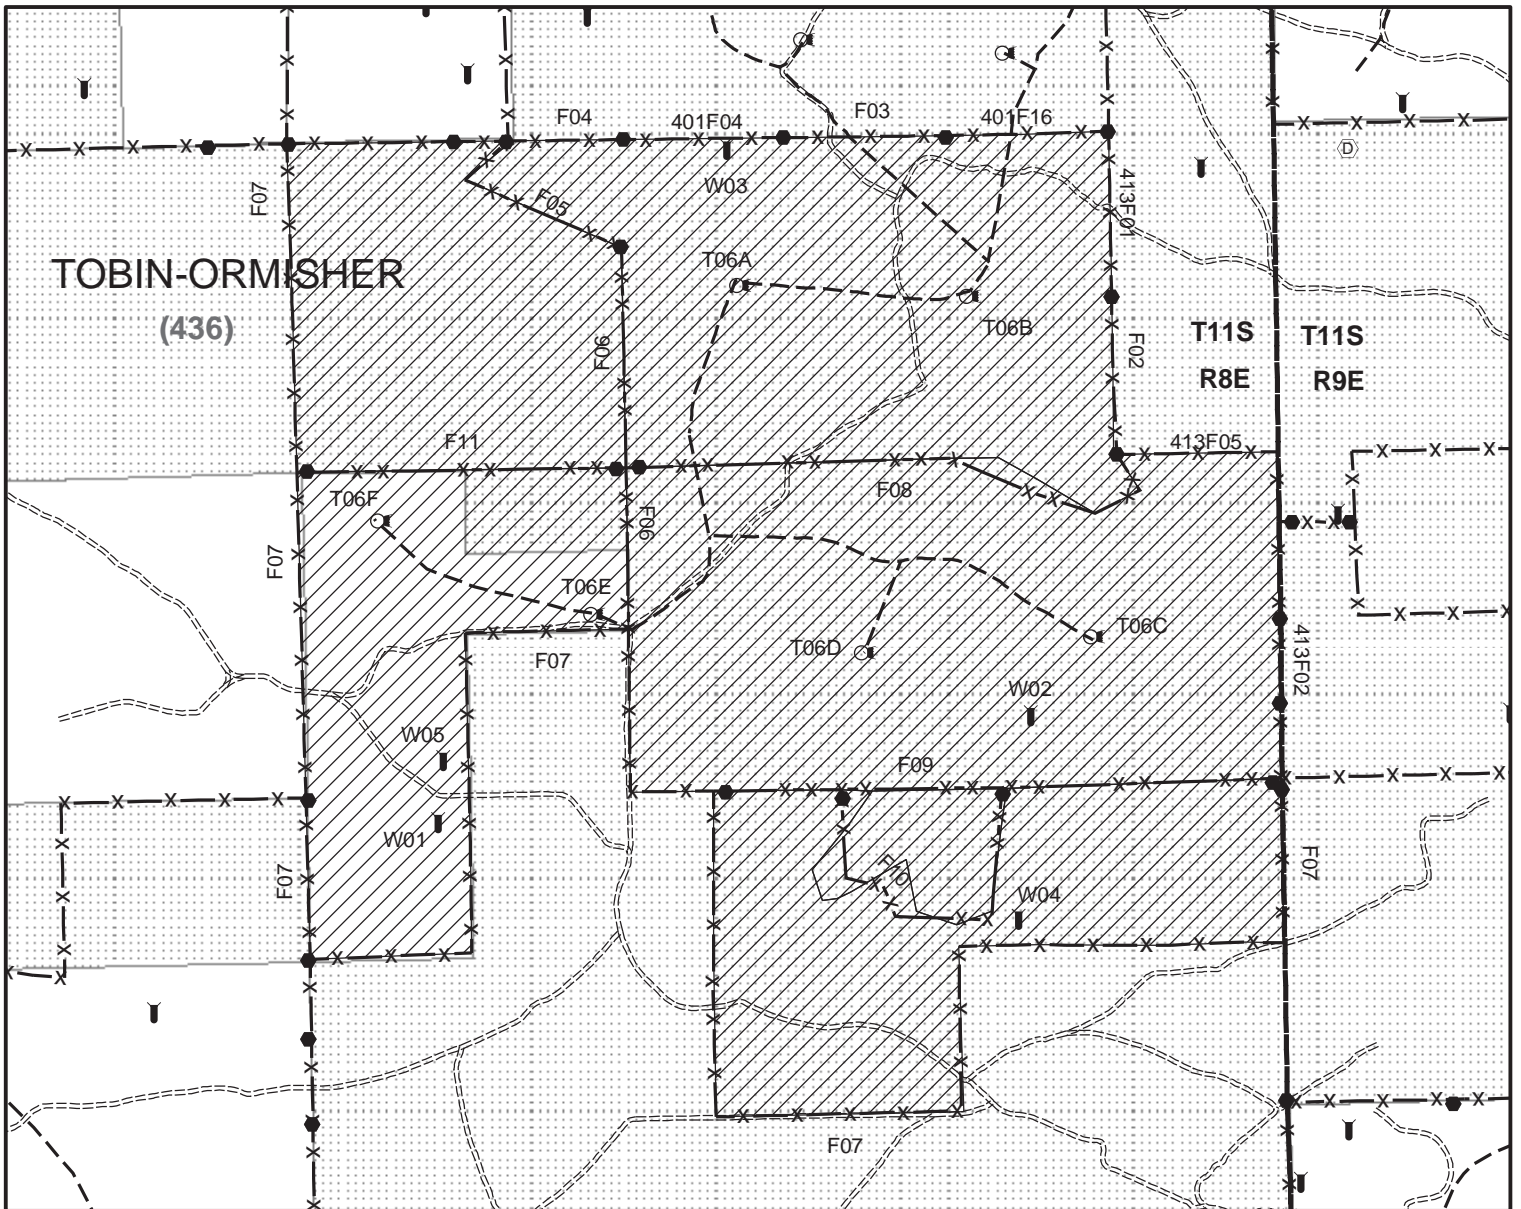 F04
F03
401F04
401F16
W03
F07
F05
413F01
TOBIN-ORMISHER
(436)
T06A
T06B
D
T11S
R8E
T11S
R9E
F06
F02
F11
F08
413F05
T06F
F06
F07
T06E
T06D
T06C
F07
413F02
W05
W02
F09
W01
F07
F10
W04
F07
F07